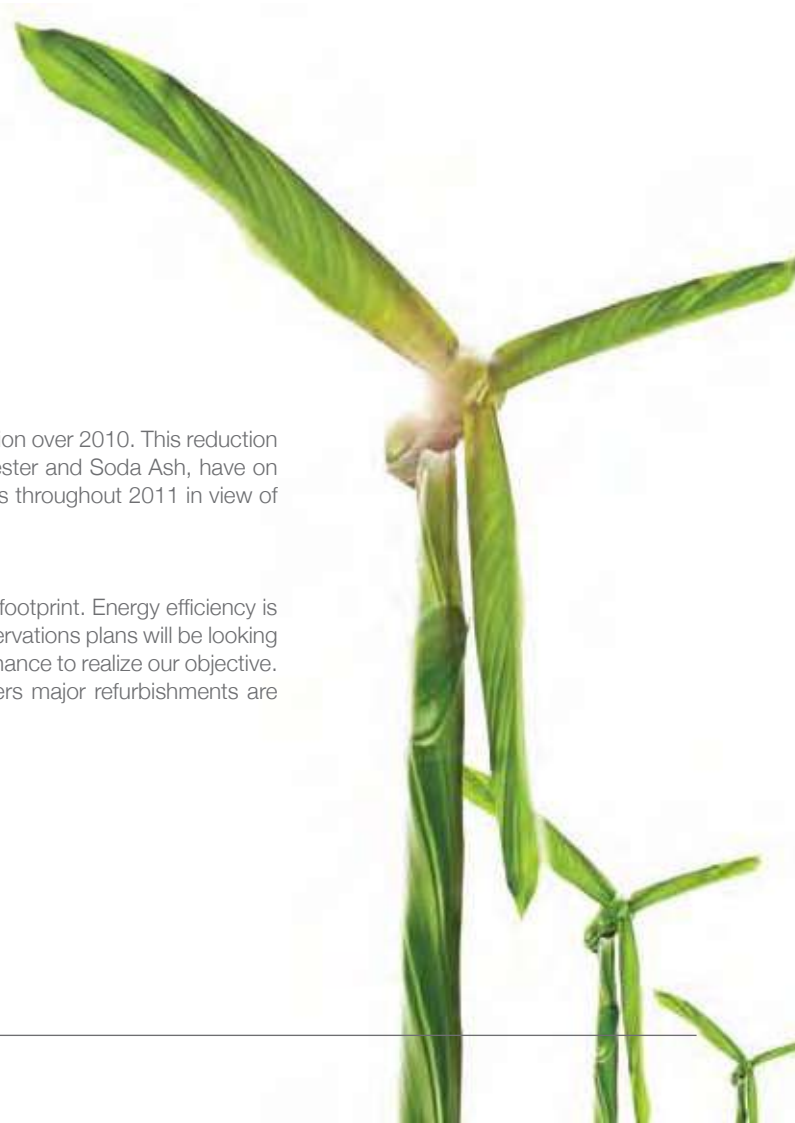 on over 2010. This reduction
ester and Soda Ash, have on
s throughout 2011 in view of
footprint. Energy efficiency is
ervations plans will be looking
nance to realize our objective.
ers major refurbishments are